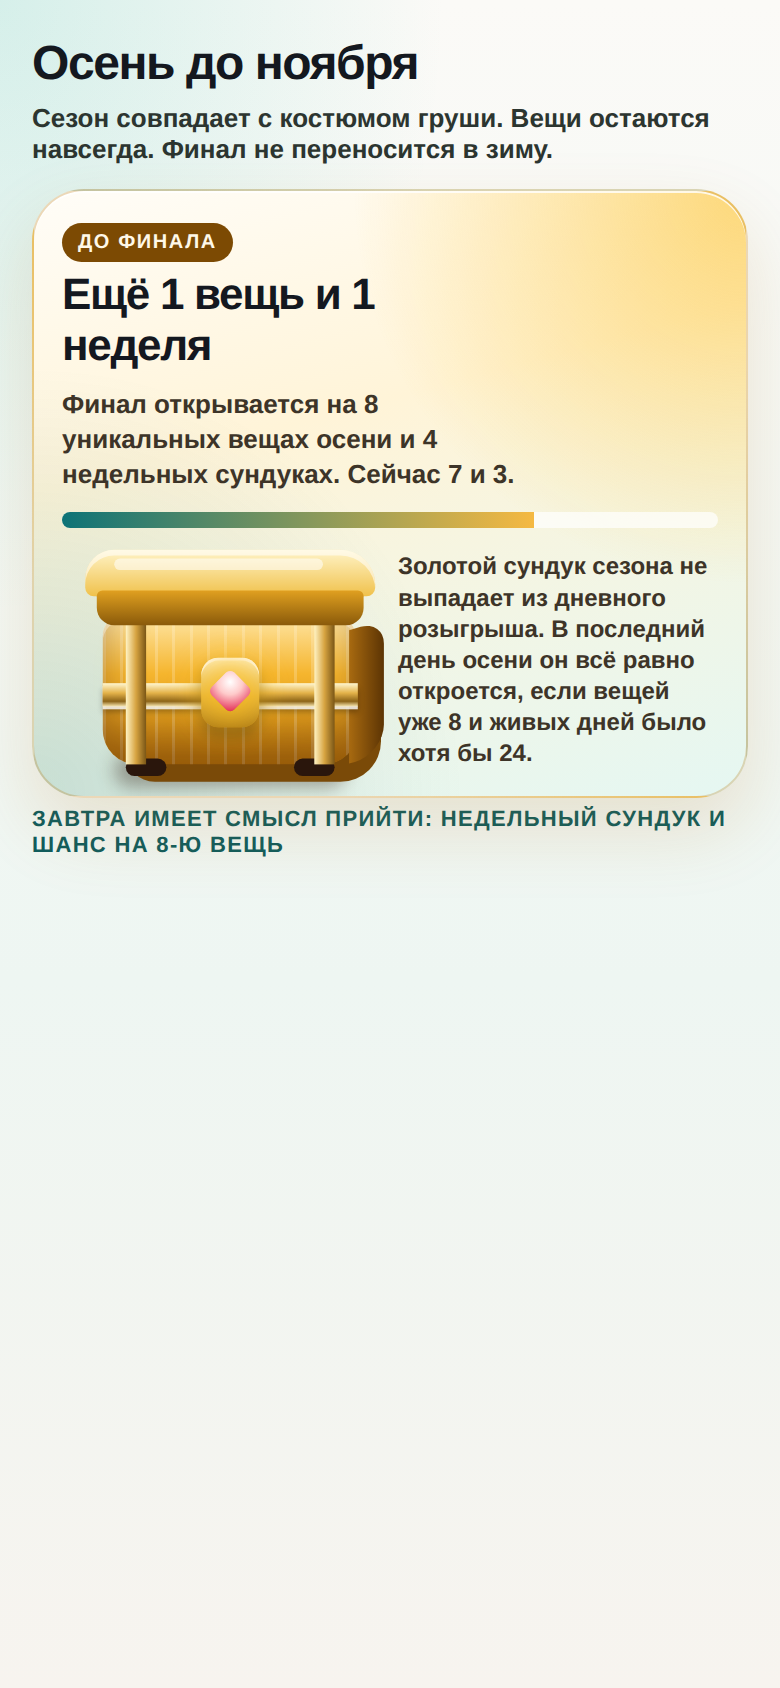 Осень до ноября
Сезон совпадает с костюмом груши. Вещи остаются
навсегда. Финал не переносится в зиму.
ДО ФИНАЛА
Ещё 1 вещь и 1
неделя
Финал открывается на 8
уникальных вещах осени и 4
недельных сундуках. Сейчас 7 и 3.
Золотой сундук сезона не
выпадает из дневного
розыгрыша. В последний
день осени он всё равно
откроется, если вещей
уже 8 и живых дней было
хотя бы 24.
ЗАВТРА ИМЕЕТ СМЫСЛ ПРИЙТИ: НЕДЕЛЬНЫЙ СУНДУК И
ШАНС НА 8-Ю ВЕЩЬ